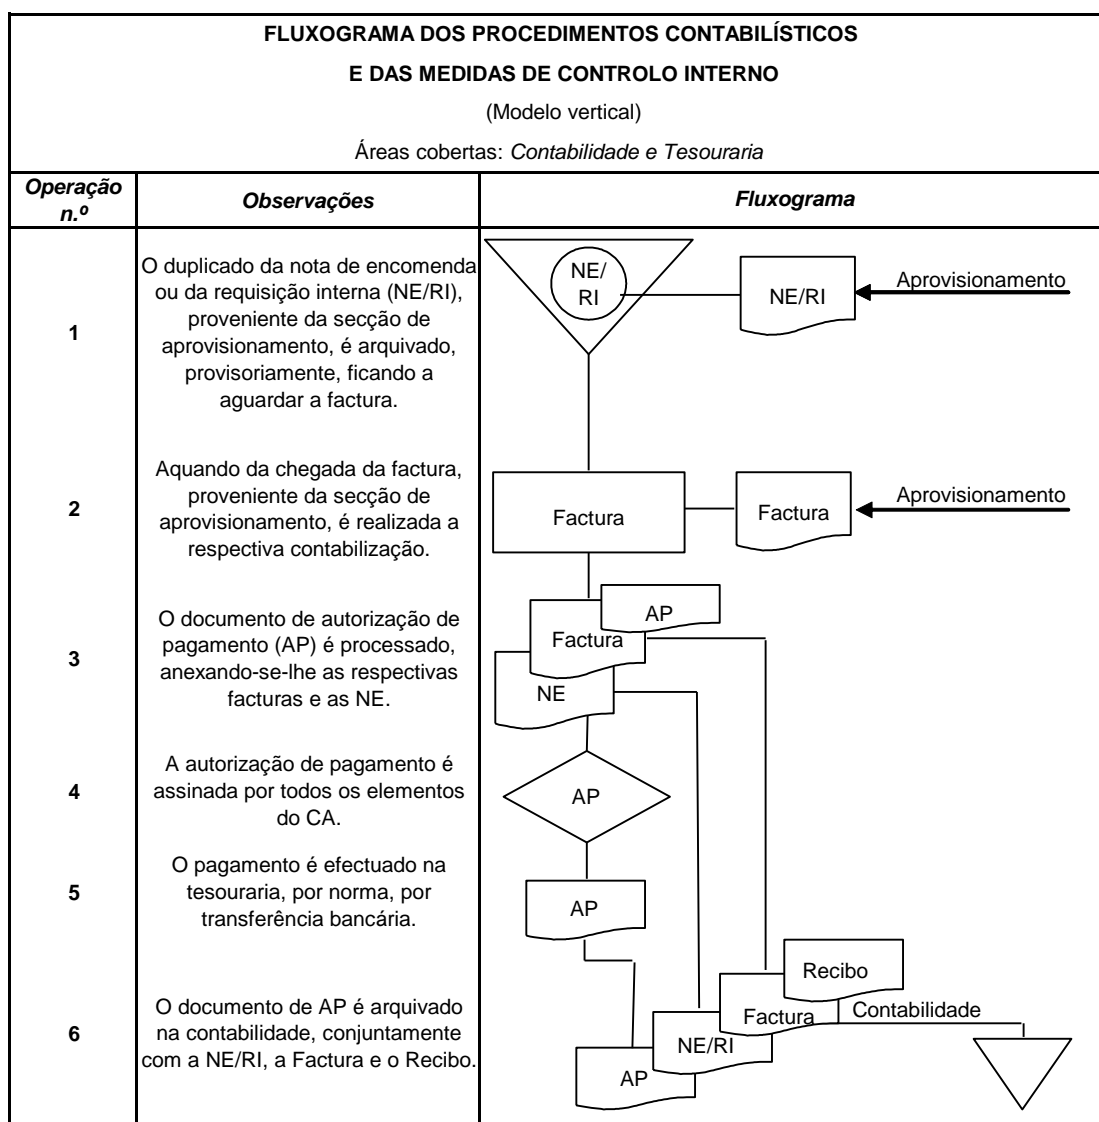 FLUXOGRAMA DOS PROCEDIMENTOS CONTABILÍSTICOS
E DAS MEDIDAS DE CONTROLO INTERNO
(Modelo vertical)
Áreas cobertas: Contabilidade e Tesouraria
Operação
n.º
Observações
Fluxograma
1
O duplicado da nota de encomenda
ou da requisição interna (NE/RI),
proveniente da secção de
aprovisionamento, é arquivado,
provisoriamente, ficando a
aguardar a factura.
NE/
RI
NE/RI
Aprovisionamento
2
Aquando da chegada da factura,
proveniente da secção de
aprovisionamento, é realizada a
respectiva contabilização.
Factura
Factura
Aprovisionamento
3
O documento de autorização de
pagamento (AP) é processado,
anexando-se-lhe as respectivas
facturas e as NE.
AP
Factura
NE
4
A autorização de pagamento é
assinada por todos os elementos
do CA.
AP
5
O pagamento é efectuado na
tesouraria, por norma, por
transferência bancária.
AP
6
O documento de AP é arquivado
na contabilidade, conjuntamente
com a NE/RI, a Factura e o Recibo.
Recibo
Factura
Contabilidade
NE/RI
AP